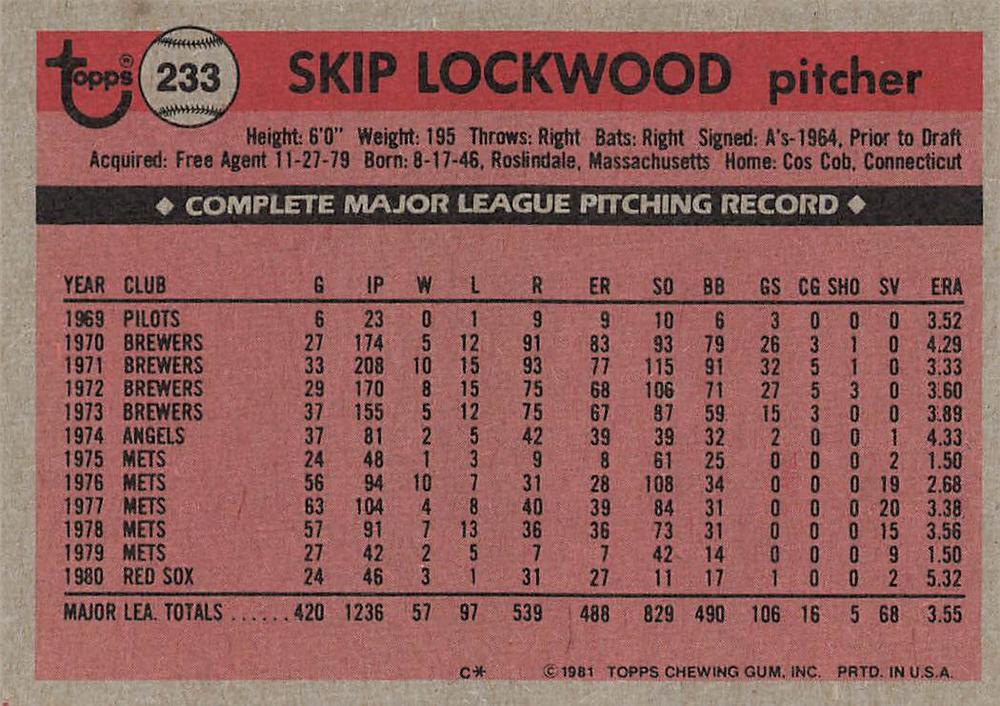 Topps® 233 SKIP LOCKWOOD pitcher
Height: 6'0" Weight: 195 Throws: Right Bats: Right Signed: A's-1964, Prior to Draft
Acquired: Free Agent 11-27-79 Born: 8-17-46, Roslindale, Massachusetts Home: Cos Cob, Connecticut
◆ COMPLETE MAJOR LEAGUE PITCHING RECORD ◆
YEAR CLUB G IP W L R ER SO BB GS CG SHO SV ERA
1969 PILOTS 6 23 0 1 9 9 10 6 3 0 0 0 3.52
1970 BREWERS 27 174 5 12 91 83 93 79 26 3 1 0 4.29
1971 BREWERS 33 208 10 15 93 77 115 91 32 5 1 0 3.33
1972 BREWERS 29 170 8 15 75 68 106 71 27 5 3 0 3.60
1973 BREWERS 37 155 5 12 75 67 87 59 15 3 0 0 3.89
1974 ANGELS 37 81 2 5 42 39 39 32 2 0 0 1 4.33
1975 METS 24 48 1 3 9 8 61 25 0 0 0 2 1.50
1976 METS 56 94 10 7 31 28 108 34 0 0 0 19 2.68
1977 METS 63 104 4 8 40 39 84 31 0 0 0 20 3.38
1978 METS 57 91 7 13 36 36 73 31 0 0 0 15 3.56
1979 METS 27 42 2 5 7 7 42 14 0 0 0 9 1.50
1980 RED SOX 24 46 3 1 31 27 11 17 1 0 0 2 5.32
MAJOR LEA. TOTALS ......420 1236 57 97 539 488 829 490 106 16 5 68 3.55
C* © 1981 TOPPS CHEWING GUM, INC. PRTD. IN U.S.A.